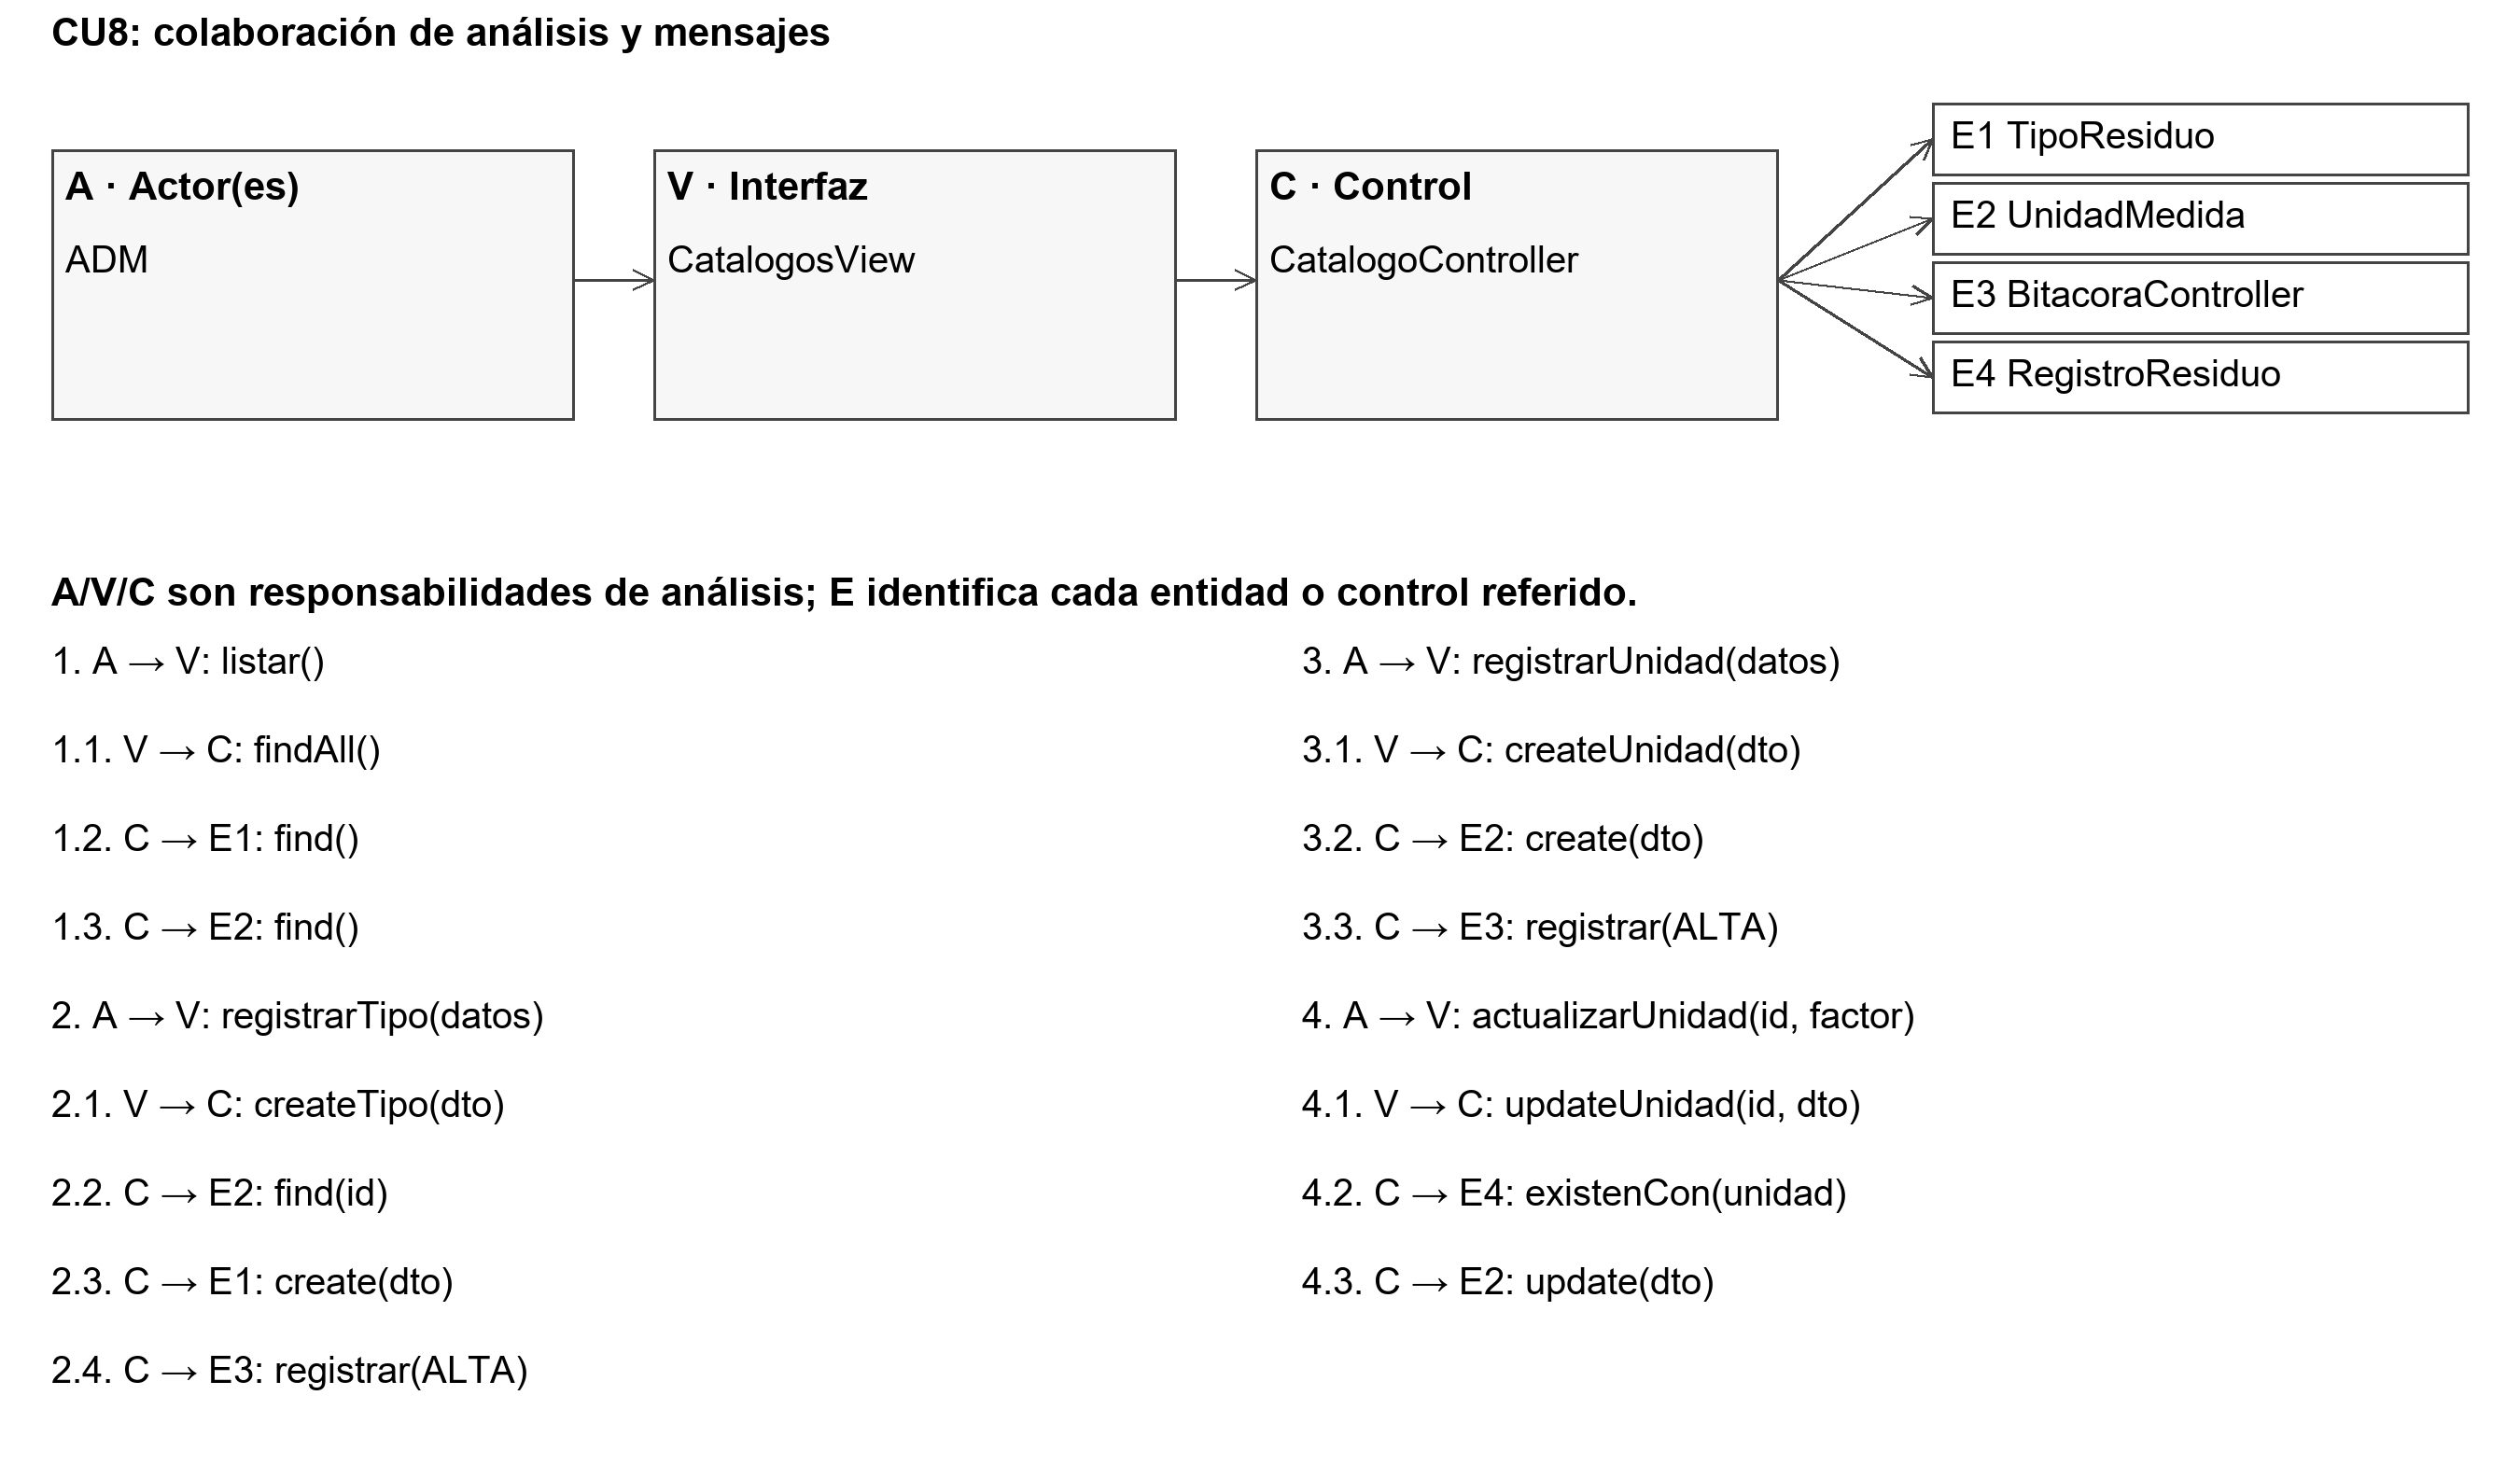 CU8: colaboración de análisis y mensajes
A · Actor(es)
ADM
V · Interfaz
CatalogosView
C · Control
CatalogoController
E1 TipoResiduo
E2 UnidadMedida
E3 BitacoraController
E4 RegistroResiduo
A/V/C son responsabilidades de análisis; E identifica cada entidad o control referido.
1. A → V: listar()
1.1. V → C: findAll()
1.2. C → E1: find()
1.3. C → E2: find()
2. A → V: registrarTipo(datos)
2.1. V → C: createTipo(dto)
2.2. C → E2: find(id)
2.3. C → E1: create(dto)
2.4. C → E3: registrar(ALTA)
3. A → V: registrarUnidad(datos)
3.1. V → C: createUnidad(dto)
3.2. C → E2: create(dto)
3.3. C → E3: registrar(ALTA)
4. A → V: actualizarUnidad(id, factor)
4.1. V → C: updateUnidad(id, dto)
4.2. C → E4: existenCon(unidad)
4.3. C → E2: update(dto)